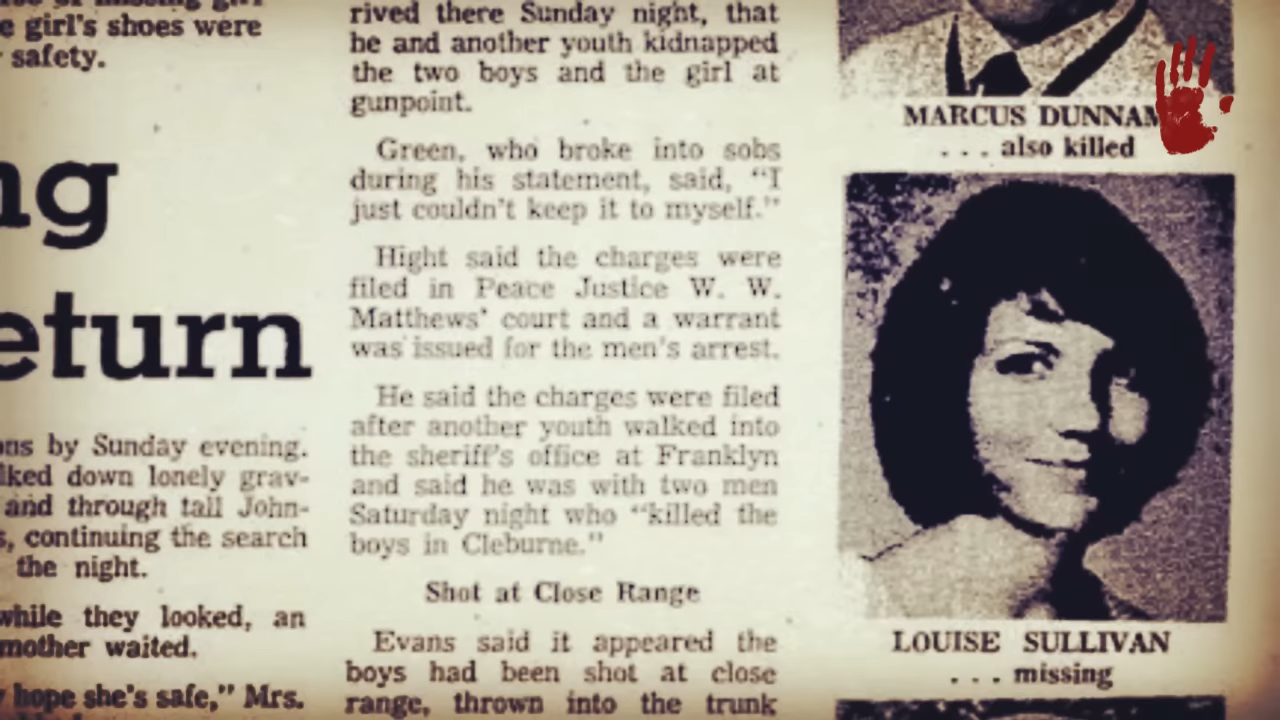 e girl's shoes were
safety.
ng
eturn
ons by Sunday evening.
lked down lonely grav-
and through tall John-
s, continuing the search
the night.
while they looked, an
mother waited.
hope she's safe," Mrs.
rived there Sunday night, that
he and another youth kidnapped
the two boys and the girl at
gunpoint.
Green, who broke into sobs
during his statement, said, "I
just couldn't keep it to myself."
Hight said the charges were
filed in Peace Justice W. W.
Matthews' court and a warrant
was issued for the men's arrest.
He said the charges were filed
after another youth walked into
the sheriff's office at Franklyn
and said he was with two men
Saturday night who "killed the
boys in Cleburne."
Shot at Close Range
Evans said it appeared the
boys had been shot at close
range, thrown into the trunk
MARCUS DUNNAM
. . . also killed
LOUISE SULLIVAN
. . . missing